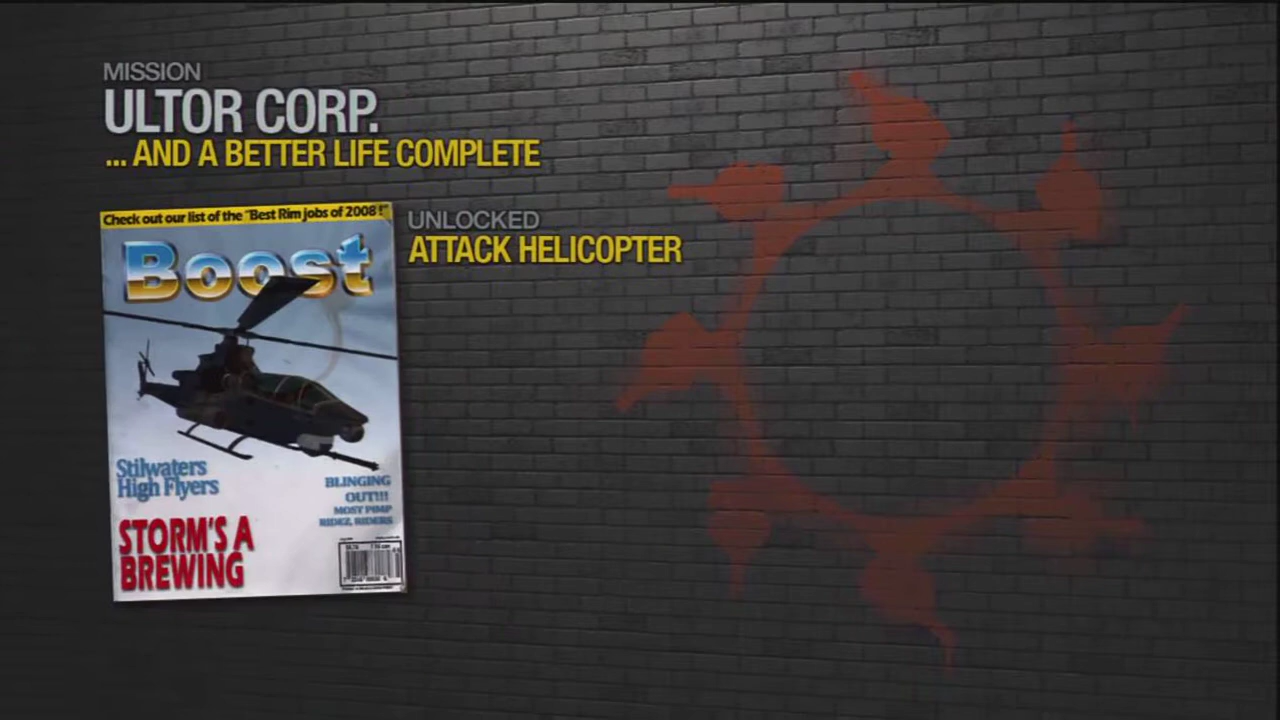 MISSION
ULTOR CORP.
... AND A BETTER LIFE COMPLETE
Check out our list of the "Best Rim jobs of 2008!"
Boost
UNLOCKED
ATTACK HELICOPTER
Stilwaters
High Flyers
BLINGING
OUT!!!
MOST PIMP
RIDEZ, RIDERS
STORM'S A
BREWING